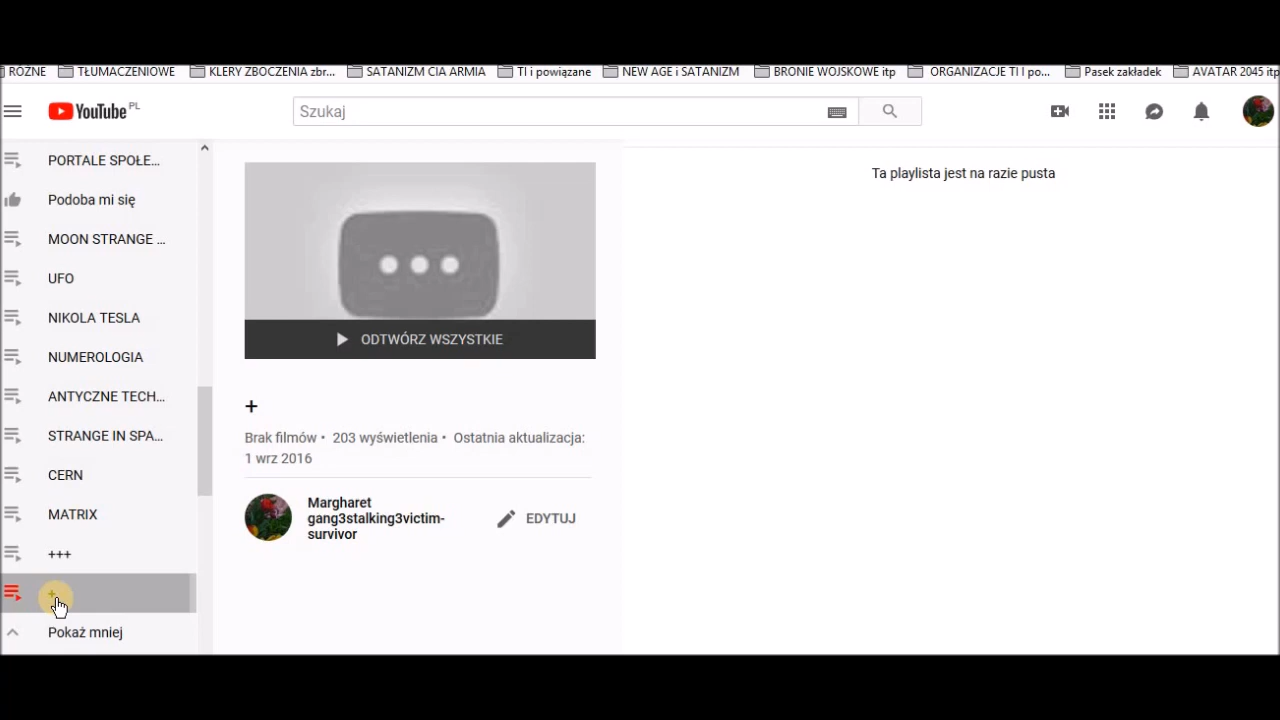 RÓŻNE TŁUMACZENIOWE KLERY ZBOCZENIA zbr... SATANIZM CIA ARMIA TI i powiązane NEW AGE i SATANIZM BRONIE WOJSKOWE itp ORGANIZACJE TI I po... Pasek zakładek AVATAR 2045 itp
YouTube PL Szukaj
PORTALE SPOŁE...
Podoba mi się
MOON STRANGE ...
UFO
NIKOLA TESLA
NUMEROLOGIA
ANTYCZNE TECH...
STRANGE IN SPA...
CERN
MATRIX
+++
+
Pokaż mniej
ODTWÓRZ WSZYSTKIE
+
Brak filmów • 203 wyświetlenia • Ostatnia aktualizacja:
1 wrz 2016
Margharet
gang3stalking3victim-
survivor
EDYTUJ
Ta playlista jest na razie pusta